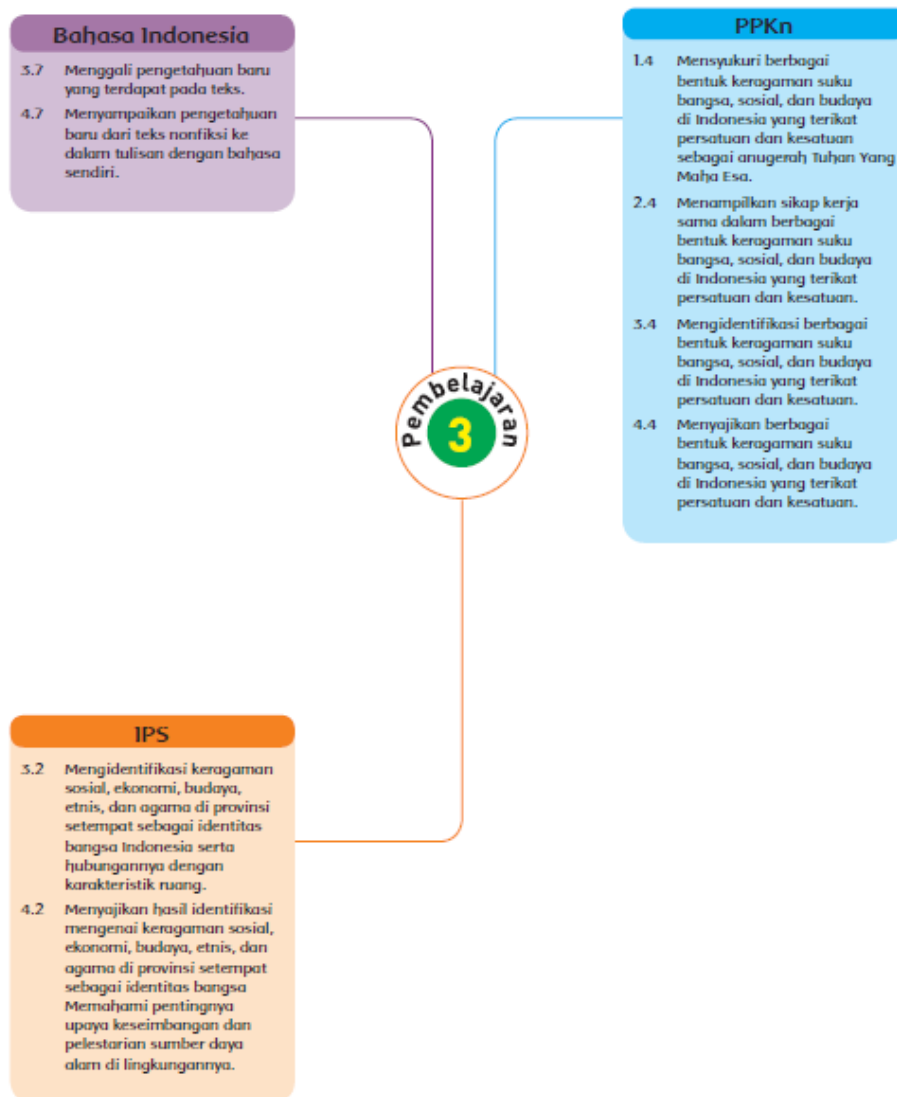 Bahasa Indonesia
3.7 Menggali pengetahuan baru
yang terdapat pada teks.
4.7 Menyampaikan pengetahuan
baru dari teks nonfiksi ke
dalam tulisan dengan bahasa
sendiri.
PPKn
1.4 Mensyukuri berbagai
bentuk keragaman suku
bangsa, sosial, dan budaya
di Indonesia yang terikat
persatuan dan kesatuan
sebagai anugerah Tuhan Yang
Maha Esa.
2.4 Menampilkan sikap kerja
sama dalam berbagai
bentuk keragaman suku
bangsa, sosial, dan budaya
di Indonesia yang terikat
persatuan dan kesatuan.
3.4 Mengidentifikasi berbagai
bentuk keragaman suku
bangsa, sosial, dan budaya
di Indonesia yang terikat
persatuan dan kesatuan.
4.4 Menyajikan berbagai
bentuk keragaman suku
bangsa, sosial, dan budaya
di Indonesia yang terikat
persatuan dan kesatuan.
Pembelajaran
3
IPS
3.2 Mengidentifikasi keragaman
sosial, ekonomi, budaya,
etnis, dan agama di provinsi
setempat sebagai identitas
bangsa Indonesia serta
hubungannya dengan
karakteristik ruang.
4.2 Menyajikan hasil identifikasi
mengenai keragaman sosial,
ekonomi, budaya, etnis, dan
agama di provinsi setempat
sebagai identitas bangsa
Memahami pentingnya
upaya keseimbangan dan
pelestarian sumber daya
alam di lingkungannya.